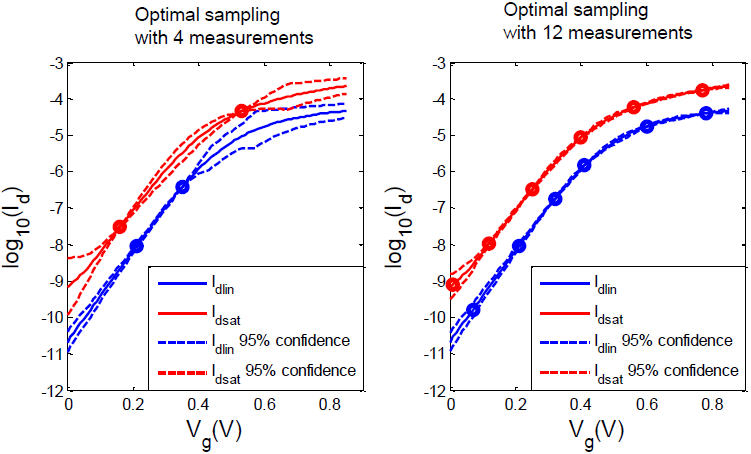 Optimal sampling
with 4 measurements
-3
-4
-5
-6
-7
-8
-9
-10
-11
-12
log10(Id)
0
0.2
0.4
0.6
0.8
Vg(V)
Idlin
Idsat
Idlin 95% confidence
Idsat 95% confidence
Optimal sampling
with 12 measurements
-3
-4
-5
-6
-7
-8
-9
-10
-11
-12
log10(Id)
0
0.2
0.4
0.6
0.8
Vg(V)
Idlin
Idsat
Idlin 95% confidence
Idsat 95% confidence